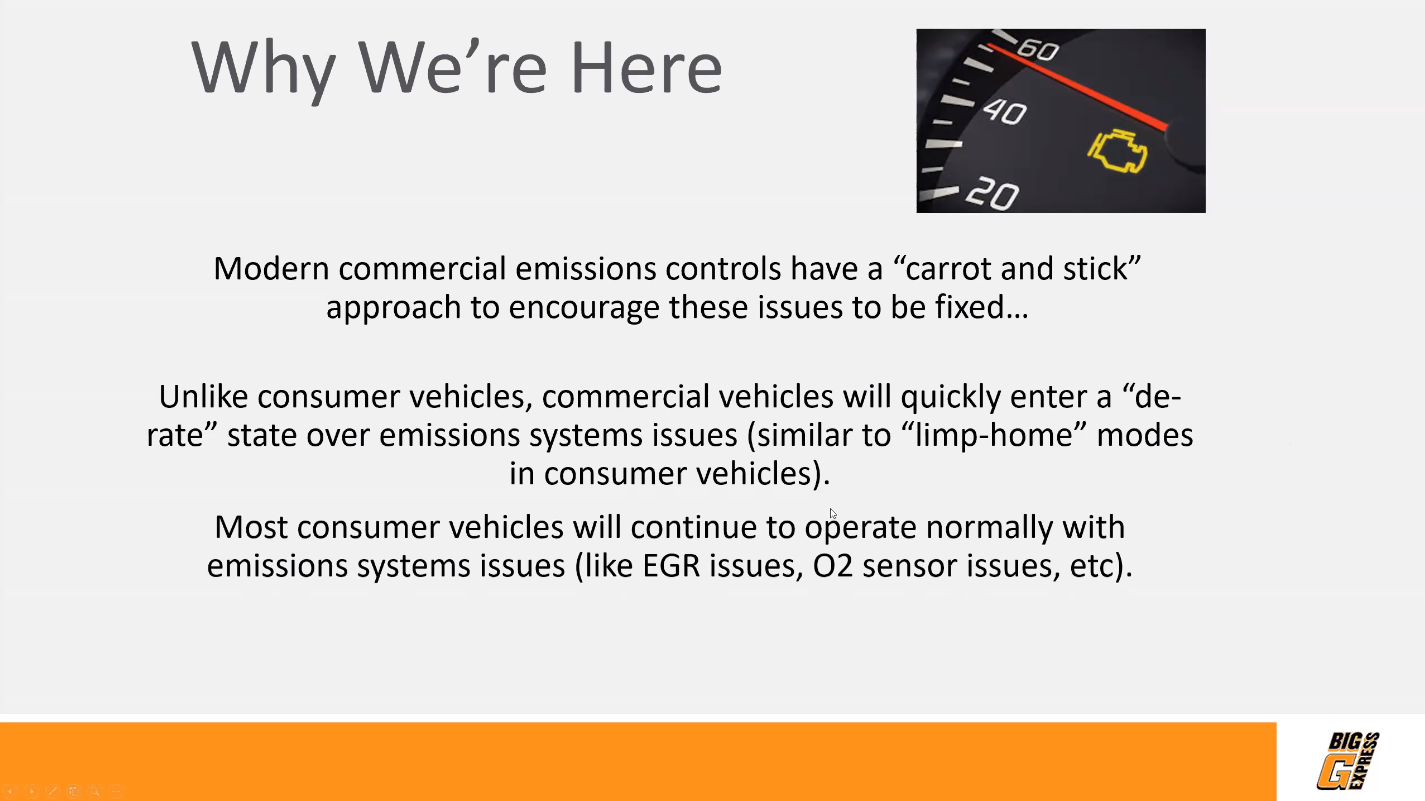 Why We’re Here
60
40
20
Modern commercial emissions controls have a “carrot and stick”
approach to encourage these issues to be fixed…
Unlike consumer vehicles, commercial vehicles will quickly enter a “de-
rate” state over emissions systems issues (similar to “limp-home” modes
in consumer vehicles).
Most consumer vehicles will continue to operate normally with
emissions systems issues (like EGR issues, O2 sensor issues, etc).
BIG
G
EXPRESS